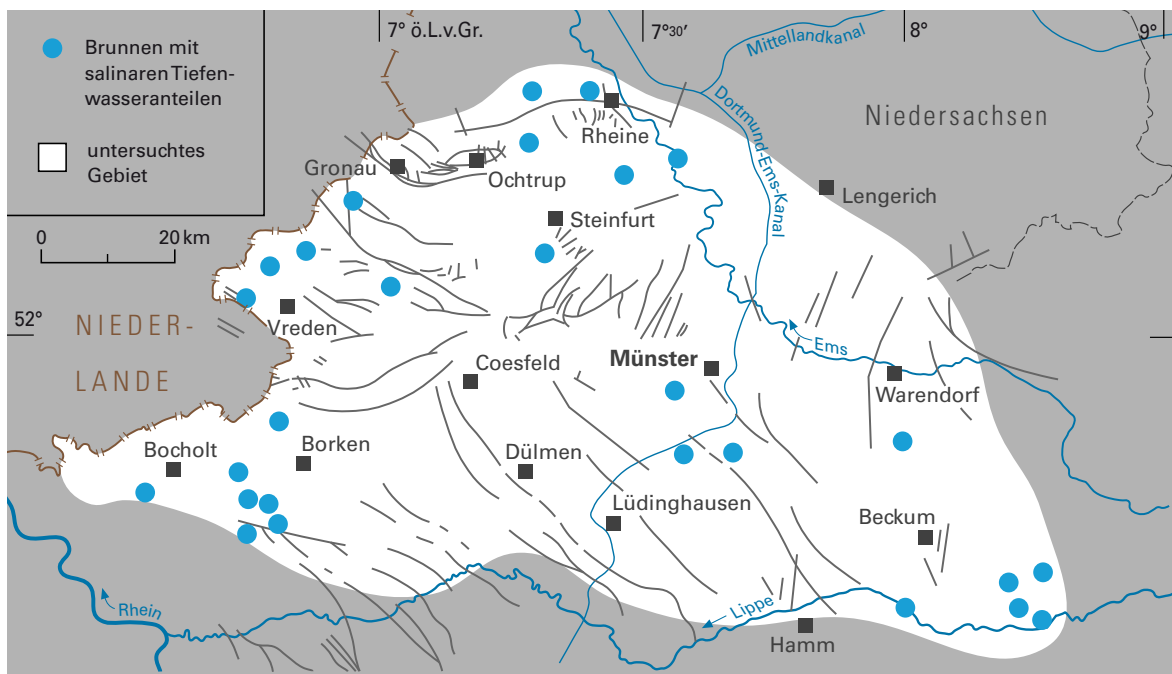 Brunnen mit
salinaren Tiefen-
wasseranteilen
untersuchtes
Gebiet
0 20 km
7° ö.L.v.Gr.
7°30′
8°
9°
52°
Mittellandkanal
Dortmund-Ems-Kanal
Niedersachsen
Rheine
Gronau
Ochtrup
Lengerich
Steinfurt
Vreden
NIEDER-
LANDE
Ems
Münster
Coesfeld
Warendorf
Bocholt
Borken
Dülmen
Lüdinghausen
Beckum
Rhein
Lippe
Hamm